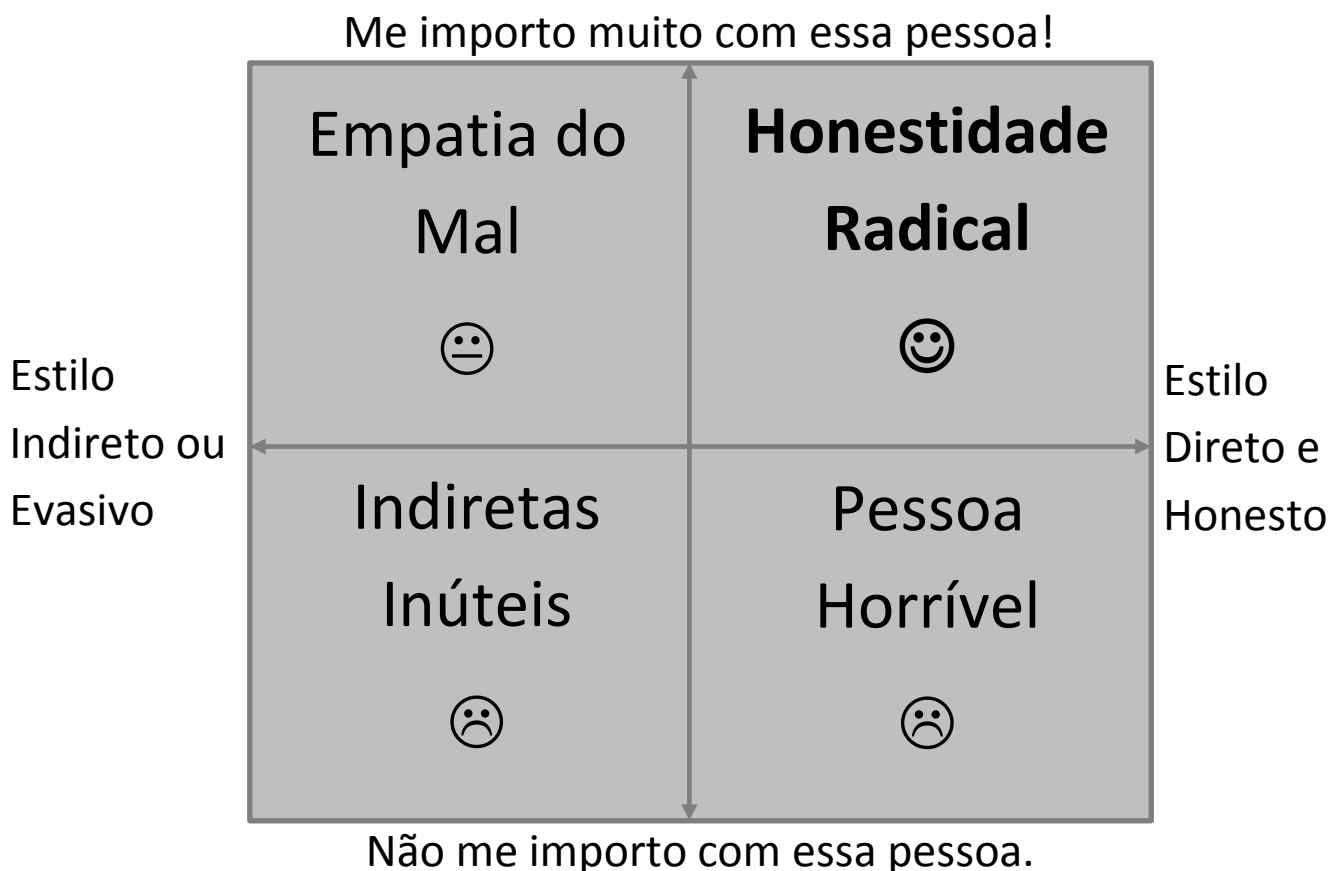 Me importo muito com essa pessoa!
Empatia do
Mal
Honestidade
Radical
Estilo
Indireto ou
Evasivo
Estilo
Direto e
Honesto
Indiretas
Inúteis
Pessoa
Horrível
Não me importo com essa pessoa.